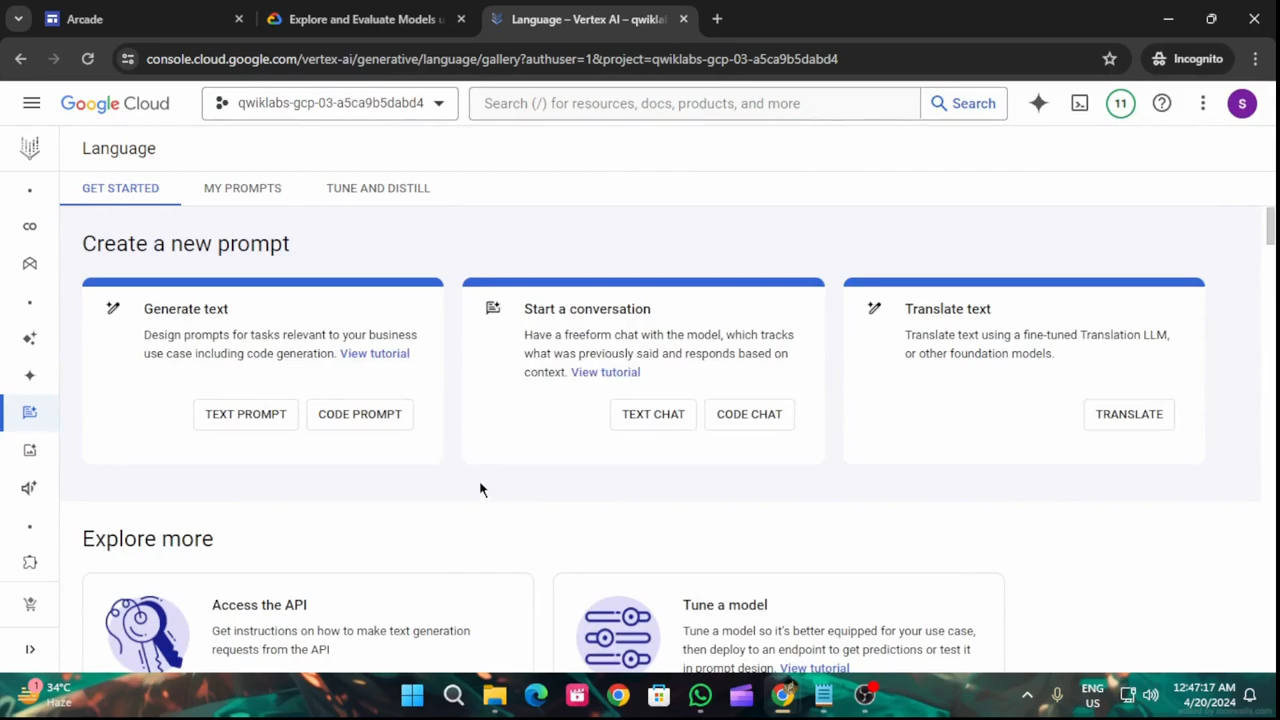 Arcade
Explore and Evaluate Models u
Language – Vertex AI – qwikla
console.cloud.google.com/vertex-ai/generative/language/gallery?authuser=1&project=qwiklabs-gcp-03-a5ca9b5dabd4
Incognito
Google Cloud
qwiklabs-gcp-03-a5ca9b5dabd4
Search (/) for resources, docs, products, and more
Search
11
S
Language
GET STARTED
MY PROMPTS
TUNE AND DISTILL
Create a new prompt
Generate text
Design prompts for tasks relevant to your business
use case including code generation. View tutorial
TEXT PROMPT
CODE PROMPT
Start a conversation
Have a freeform chat with the model, which tracks
what was previously said and responds based on
context. View tutorial
TEXT CHAT
CODE CHAT
Translate text
Translate text using a fine-tuned Translation LLM,
or other foundation models.
TRANSLATE
Explore more
Access the API
Get instructions on how to make text generation
requests from the API
Tune a model
Tune a model so it's better equipped for your use case,
then deploy to an endpoint to get predictions or test it
in prompt design. View tutorial
1
34°C
Haze
ENG
US
12:47:17 AM
4/20/2024